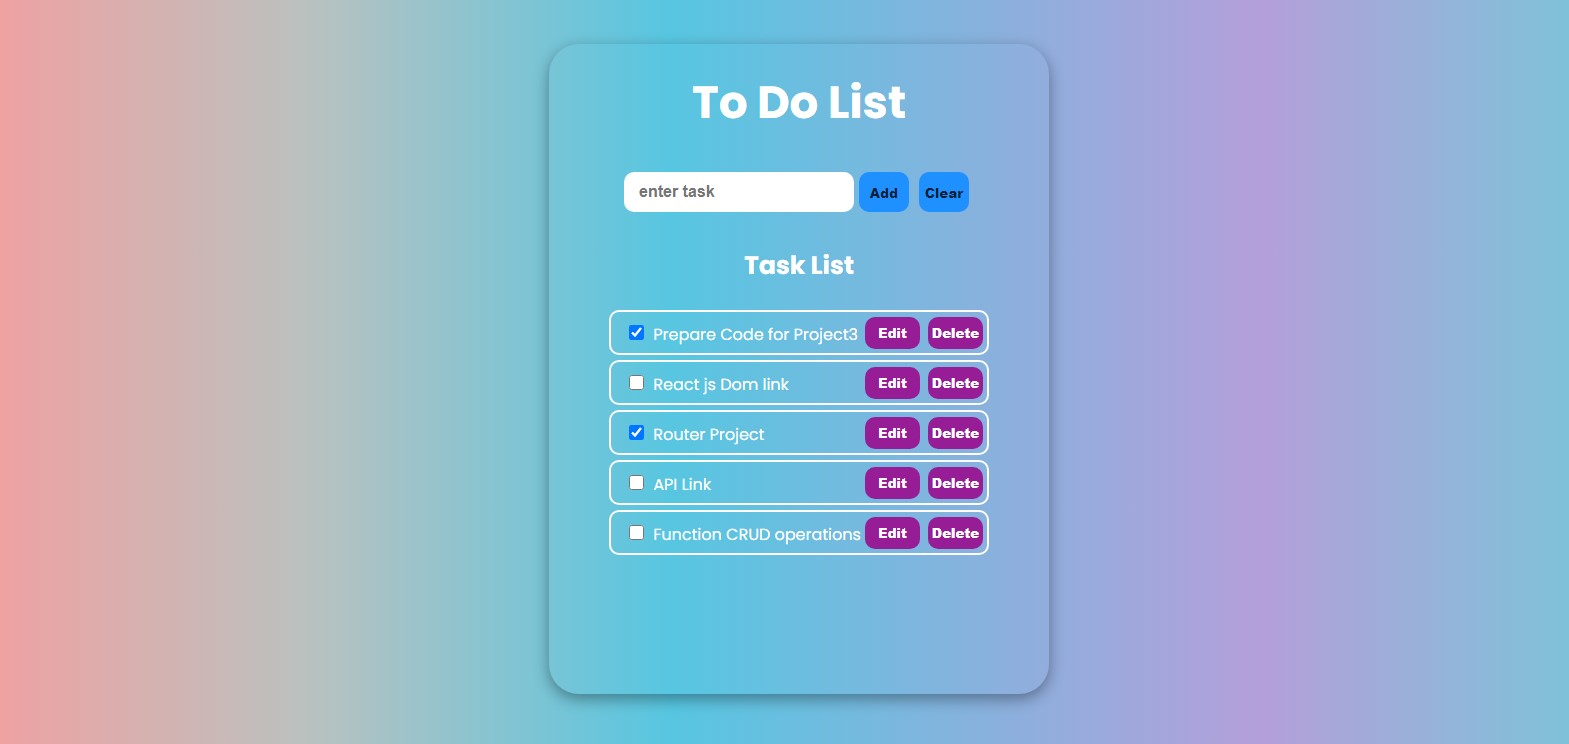 To Do List
enter task Add Clear
Task List
Prepare Code for Project3 Edit Delete
React js Dom link Edit Delete
Router Project Edit Delete
API Link Edit Delete
Function CRUD operations Edit Delete